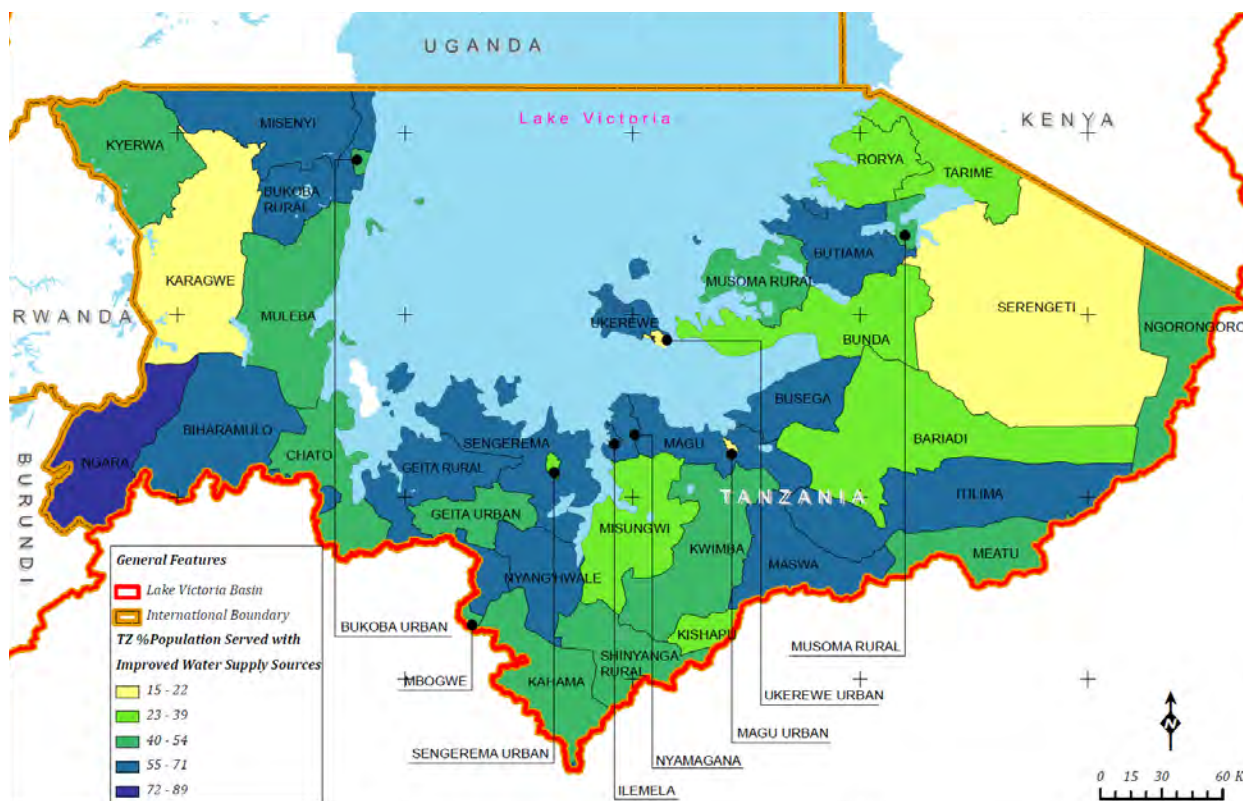 UGANDA
Lake Victoria
KENYA
KYERWA
MISENYI
BUKOBA
RURAL
RORYA
TARIME
KARAGWE
MULEBA
BUTIAMA
MUSOMA RURAL
SERENGETI
NGORONGORO
RWANDA
UKEREWE
BUNDA
BUSEGA
BARIADI
NGARA
BIHARAMULO
CHATO
SENGEREMA
MAGU
GEITA RURAL
BURUNDI
TANZANIA
ITILIMA
GEITA URBAN
MISUNGWI
KWIMBA
MEATU
NYANG'HWALE
MASWA
KISHAPU
SHINYANGA
RURAL
KAHAMA
BUKOBA URBAN
MBOGWE
SENGEREMA URBAN
ILEMELA
NYAMAGANA
MAGU URBAN
UKEREWE URBAN
MUSOMA RURAL
General Features
Lake Victoria Basin
International Boundary
TZ %Population Served with
Improved Water Supply Sources
15 - 22
23 - 39
40 - 54
55 - 71
72 - 89
N
0 15 30 60 K